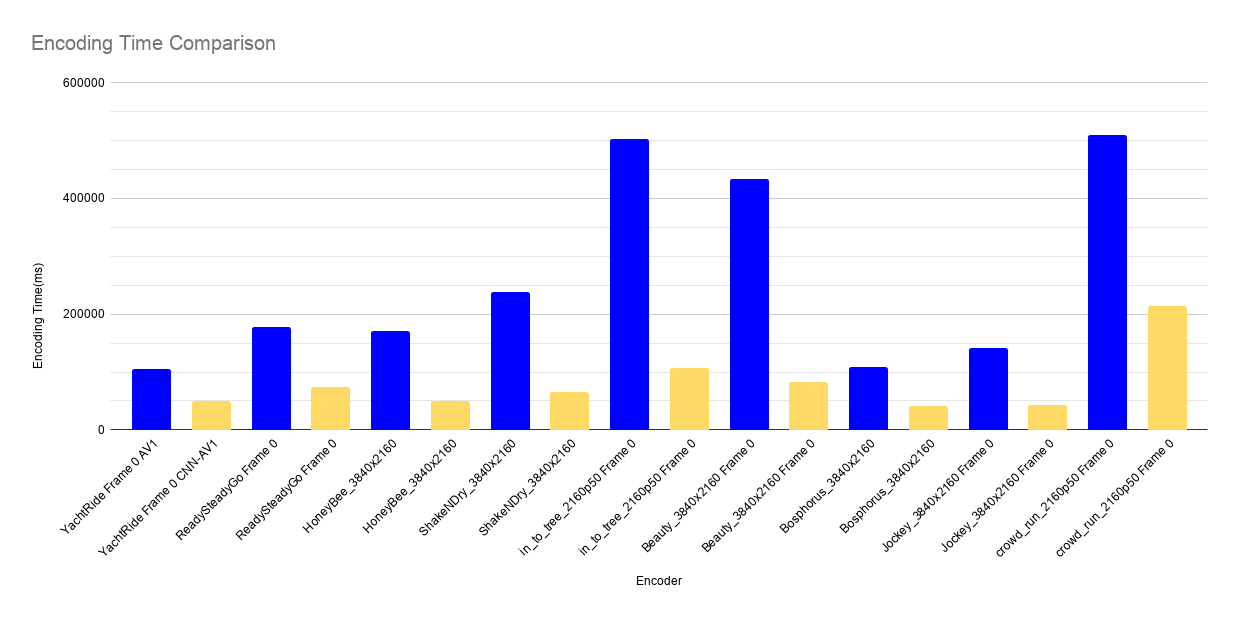 Encoding Time Comparison
600000
400000
200000
0
Encoding Time(ms)
YachtRide Frame 0 AV1
YachtRide Frame 0 CNN-AV1
ReadySteadyGo Frame 0
ReadySteadyGo Frame 0
HoneyBee_3840x2160
HoneyBee_3840x2160
ShakeNDry_3840x2160
ShakeNDry_3840x2160
in_to_tree_2160p50 Frame 0
in_to_tree_2160p50 Frame 0
Beauty_3840x2160 Frame 0
Beauty_3840x2160 Frame 0
Bosphorus_3840x2160
Bosphorus_3840x2160
Jockey_3840x2160 Frame 0
Jockey_3840x2160 Frame 0
crowd_run_2160p50 Frame 0
crowd_run_2160p50 Frame 0
Encoder